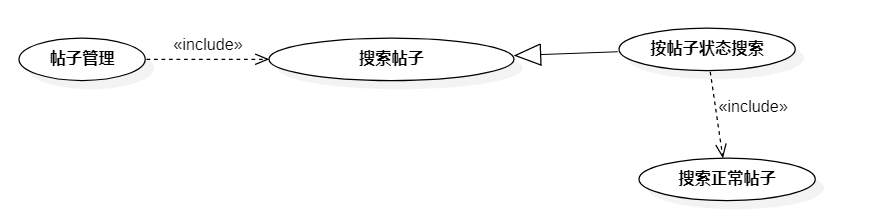 帖子管理
«include»
搜索帖子
按帖子状态搜索
«include»
搜索正常帖子